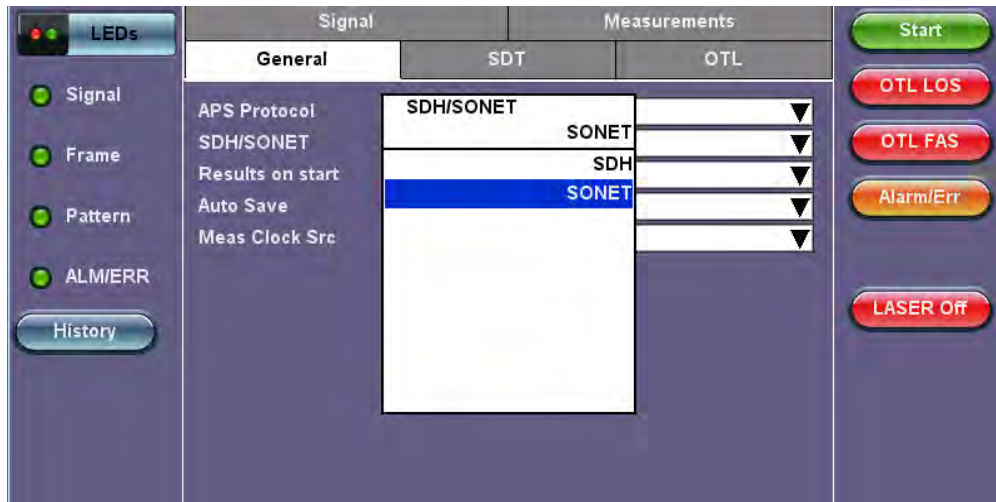 LEDs
Signal
Frame
Pattern
ALM/ERR
History
Signal
Measurements
General
SDT
OTL
APS Protocol
SDH/SONET
Results on start
Auto Save
Meas Clock Src
SDH/SONET
SONET
SDH
SONET
Start
OTL LOS
OTL FAS
Alarm/Err
LASER Off